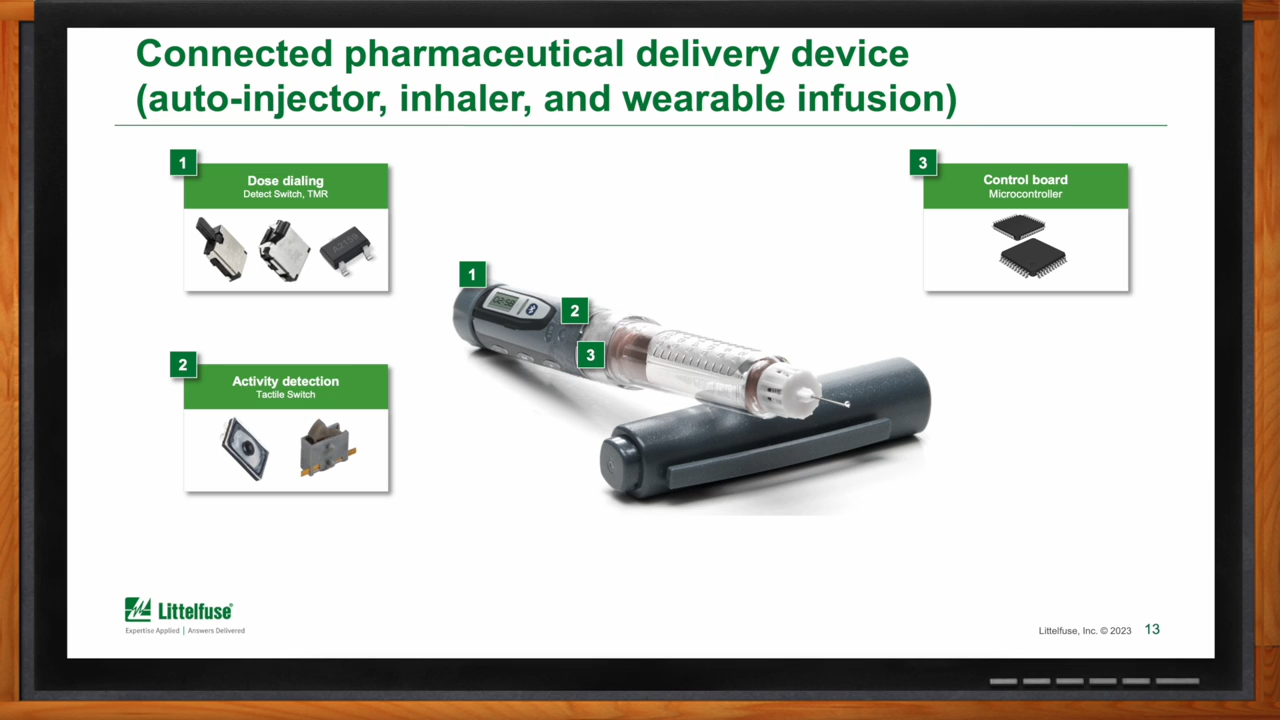 Connected pharmaceutical delivery device
(auto-injector, inhaler, and wearable infusion)
1
Dose dialing
Detect Switch, TMR
2
Activity detection
Tactile Switch
3
Control board
Microcontroller
1
2
3
Littelfuse®
Expertise Applied | Answers Delivered
Littelfuse, Inc. © 2023 13